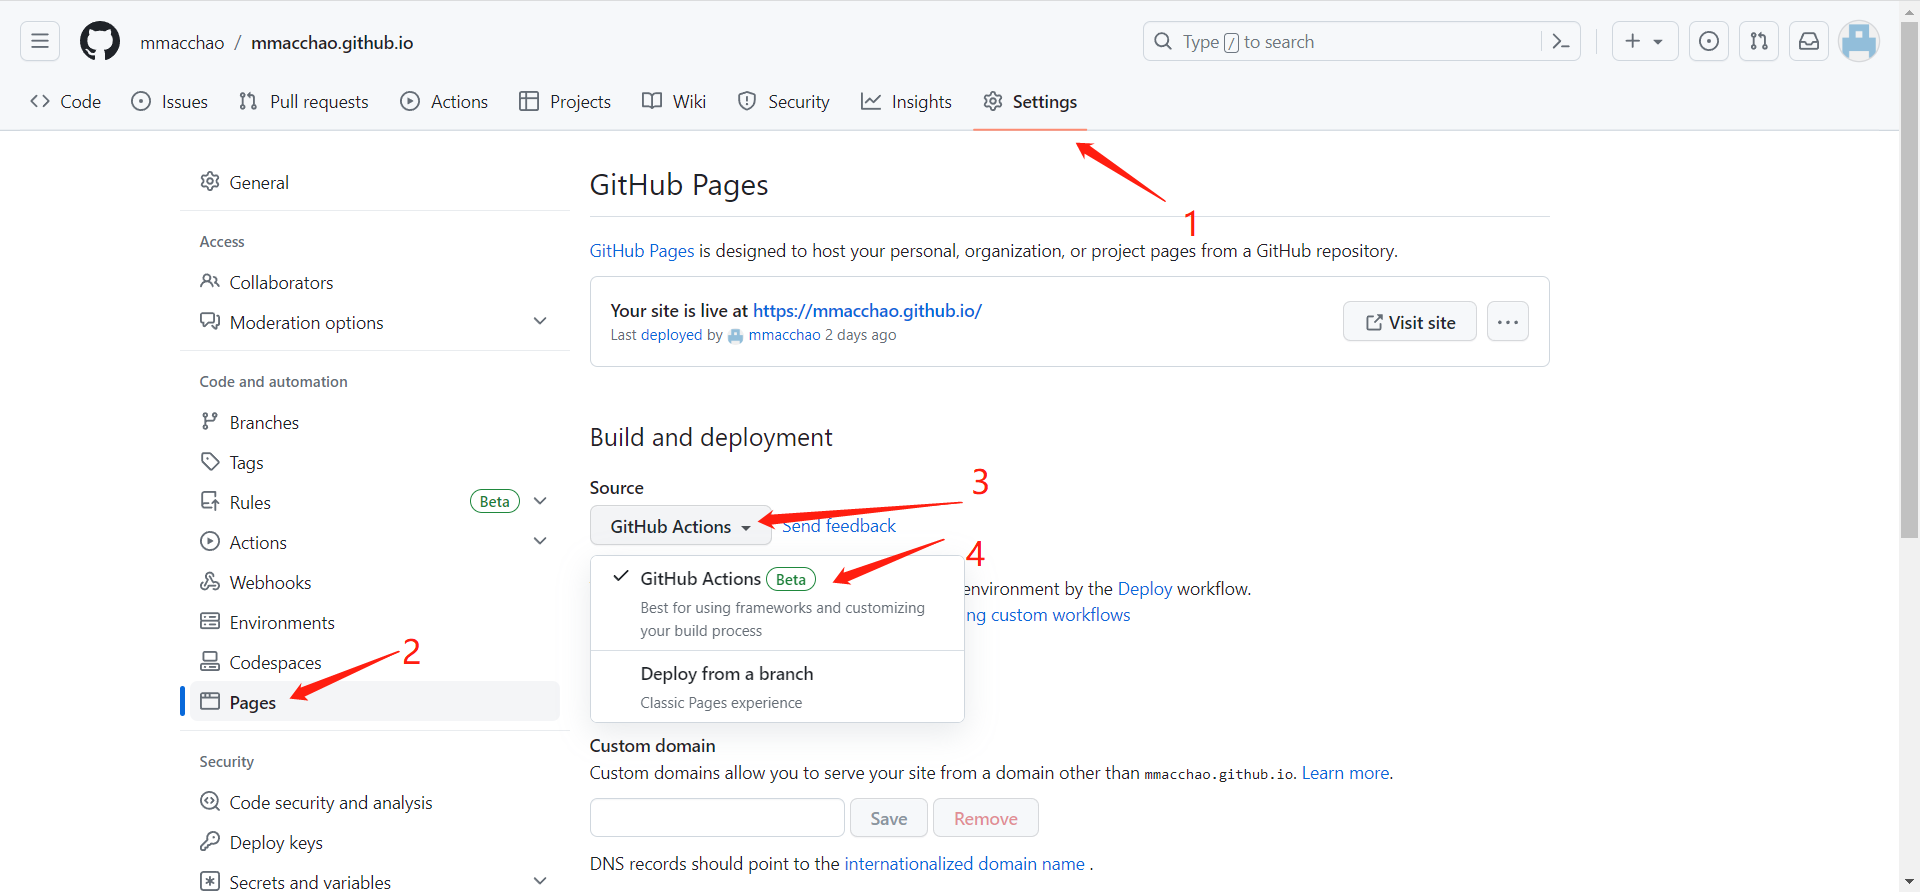 mmacchao / mmacchao.github.io
Type / to search
Code Issues Pull requests Actions Projects Wiki Security Insights Settings
1
General
Access
Collaborators
Moderation options
Code and automation
Branches
Tags
Rules Beta
Actions
Webhooks
Environments
Codespaces
2
Pages
Security
Code security and analysis
Deploy keys
Secrets and variables
GitHub Pages
GitHub Pages is designed to host your personal, organization, or project pages from a GitHub repository.
Your site is live at https://mmacchao.github.io/
Last deployed by mmacchao 2 days ago
Visit site
Build and deployment
Source
3
GitHub Actions Send feedback
4
GitHub Actions Beta
Best for using frameworks and customizing
your build process
Deploy from a branch
Classic Pages experience
environment by the Deploy workflow.
ng custom workflows
Custom domain
Custom domains allow you to serve your site from a domain other than mmacchao.github.io. Learn more.
Save Remove
DNS records should point to the internationalized domain name .